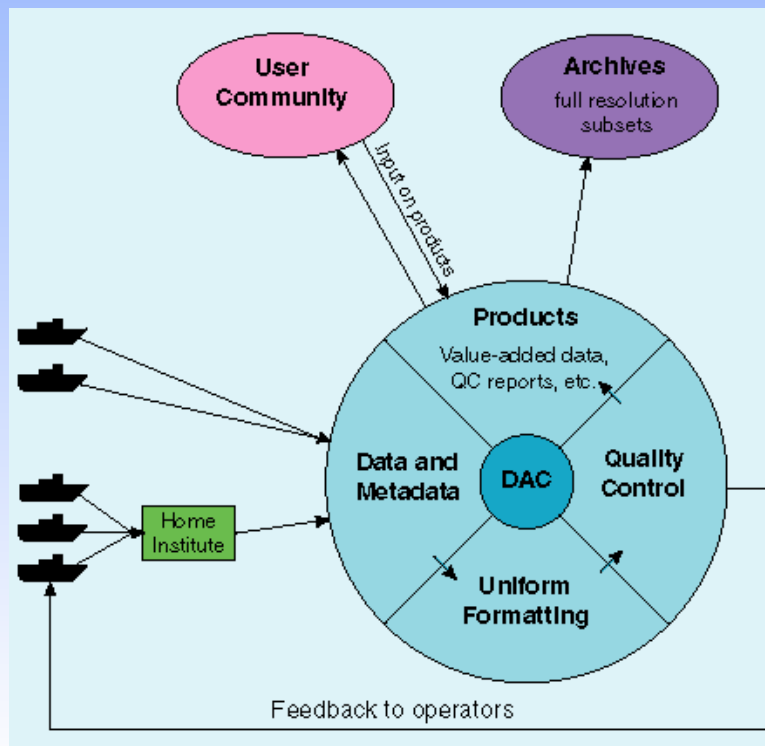 User
Community
Archives
full resolution
subsets
Input on products
Products
Value-added data,
QC reports, etc.
Data and
Metadata
DAC
Quality
Control
Home
Institute
Uniform
Formatting
Feedback to operators